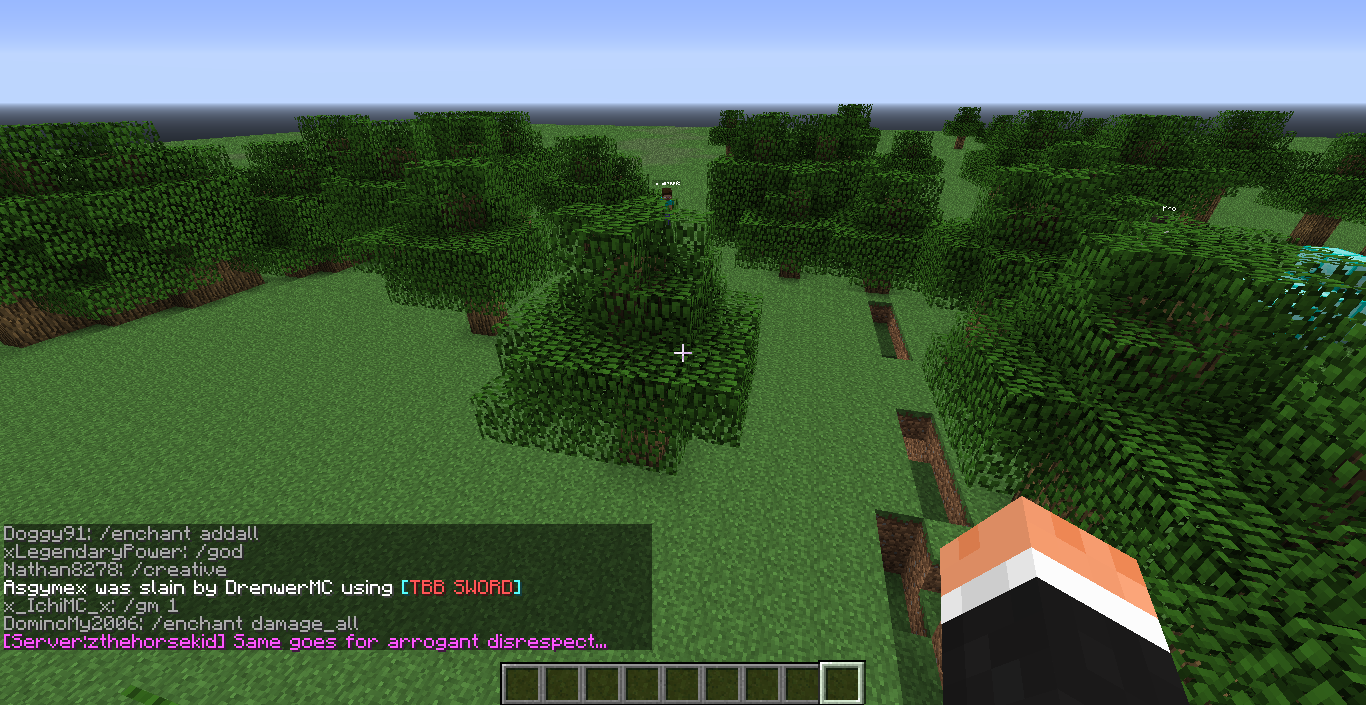 Doggy91: /enchant addall
xLegendaryPower: /god
Nathan8278: /creative
Asgymex was slain by DrenwerMC using [TBB SWORD]
x_IchiMC_x: /gm 1
DominoMy2006: /enchant damage_all
[Server:zthehorsekid] Same goes for arrogant disrespect...